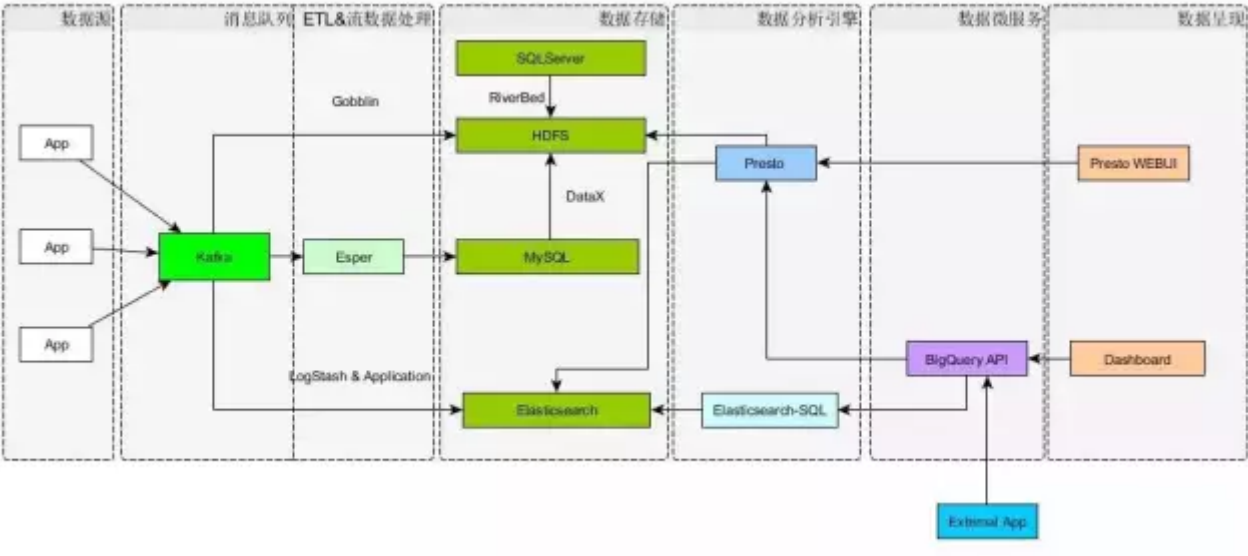 数据源
消息队列
ETL&流数据处理
数据存储
数据分析引擎
数据微服务
数据呈现
SQLServer
Gobblin
RiverBed
App
HDFS
Presto
Presto WEBUI
DataX
App
Kafka
Esper
MySQL
App
BigQuery API
Dashboard
LogStash & Application
Elasticsearch
Elasticsearch-SQL
External App